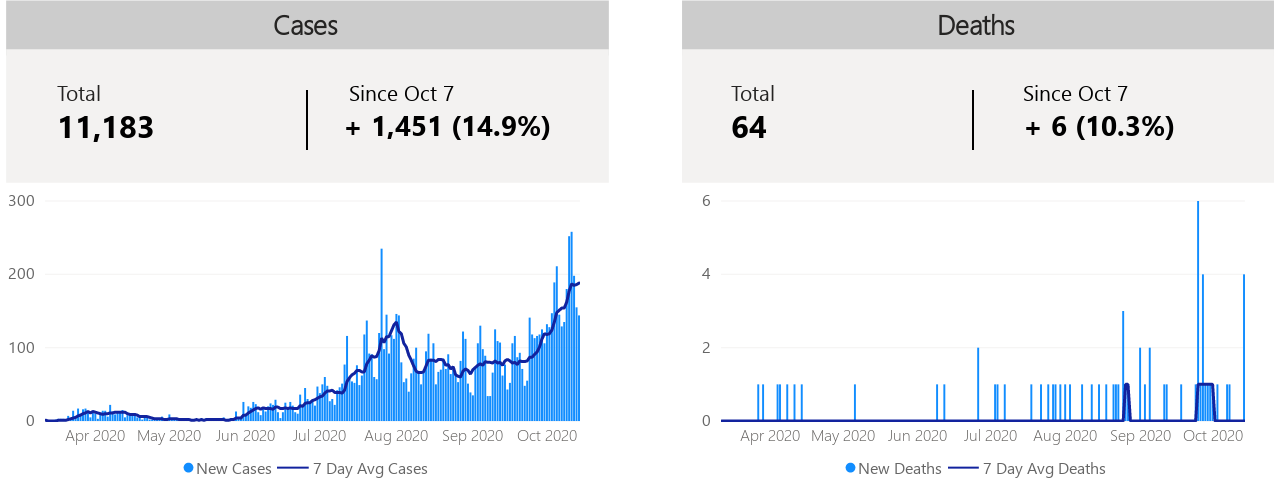 Cases
Total
11,183
Since Oct 7
+ 1,451 (14.9%)
300
200
100
0
Apr 2020 May 2020 Jun 2020 Jul 2020 Aug 2020 Sep 2020 Oct 2020
New Cases 7 Day Avg Cases
Deaths
Total
64
Since Oct 7
+ 6 (10.3%)
6
4
2
0
Apr 2020 May 2020 Jun 2020 Jul 2020 Aug 2020 Sep 2020 Oct 2020
New Deaths 7 Day Avg Deaths